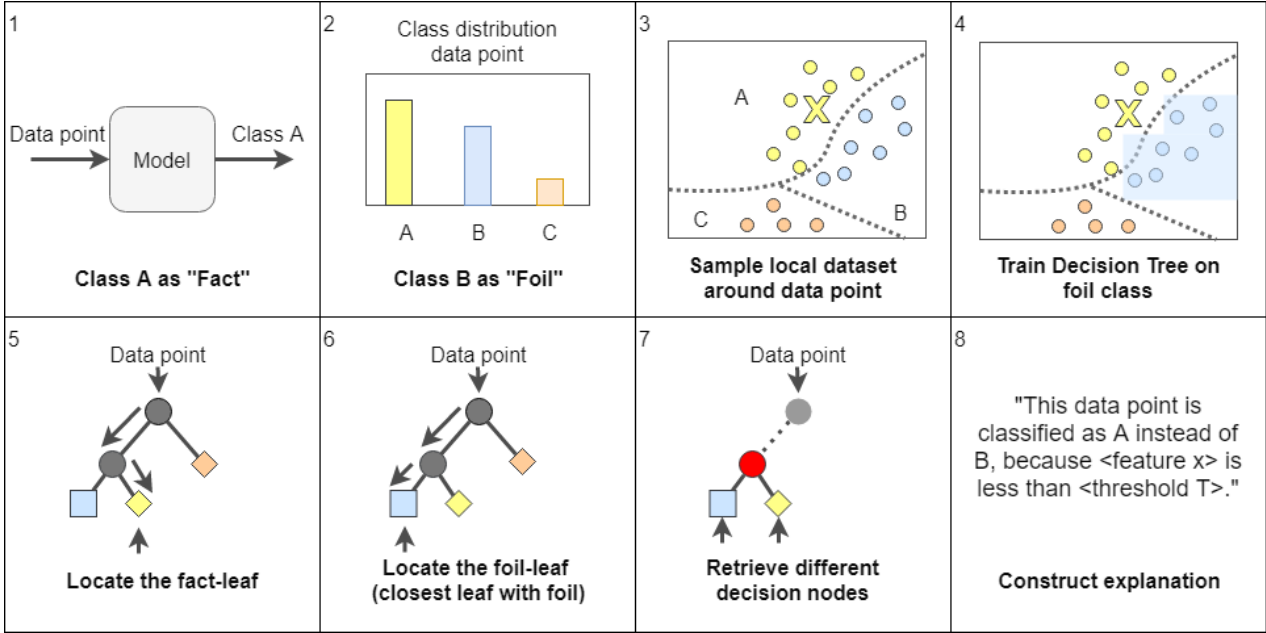 1
Data point
Model
Class A
Class A as "Fact"
2
Class distribution
data point
A
B
C
Class B as "Foil"
3
A
X
C
B
Sample local dataset
around data point
4
X
Train Decision Tree on
foil class
5
Data point
Locate the fact-leaf
6
Data point
Locate the foil-leaf
(closest leaf with foil)
7
Data point
Retrieve different
decision nodes
8
"This data point is
classified as A instead of
B, because <feature x> is
less than <threshold T>."
Construct explanation